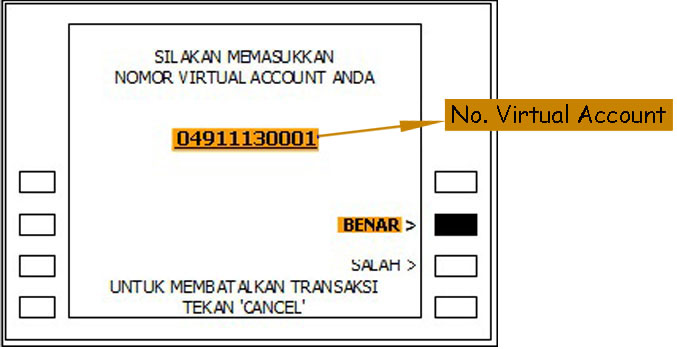 SILAKAN MEMASUKKAN
NOMOR VIRTUAL ACCOUNT ANDA
04911130001
No. Virtual Account
BENAR >
SALAH >
UNTUK MEMBATALKAN TRANSAKSI
TEKAN 'CANCEL'